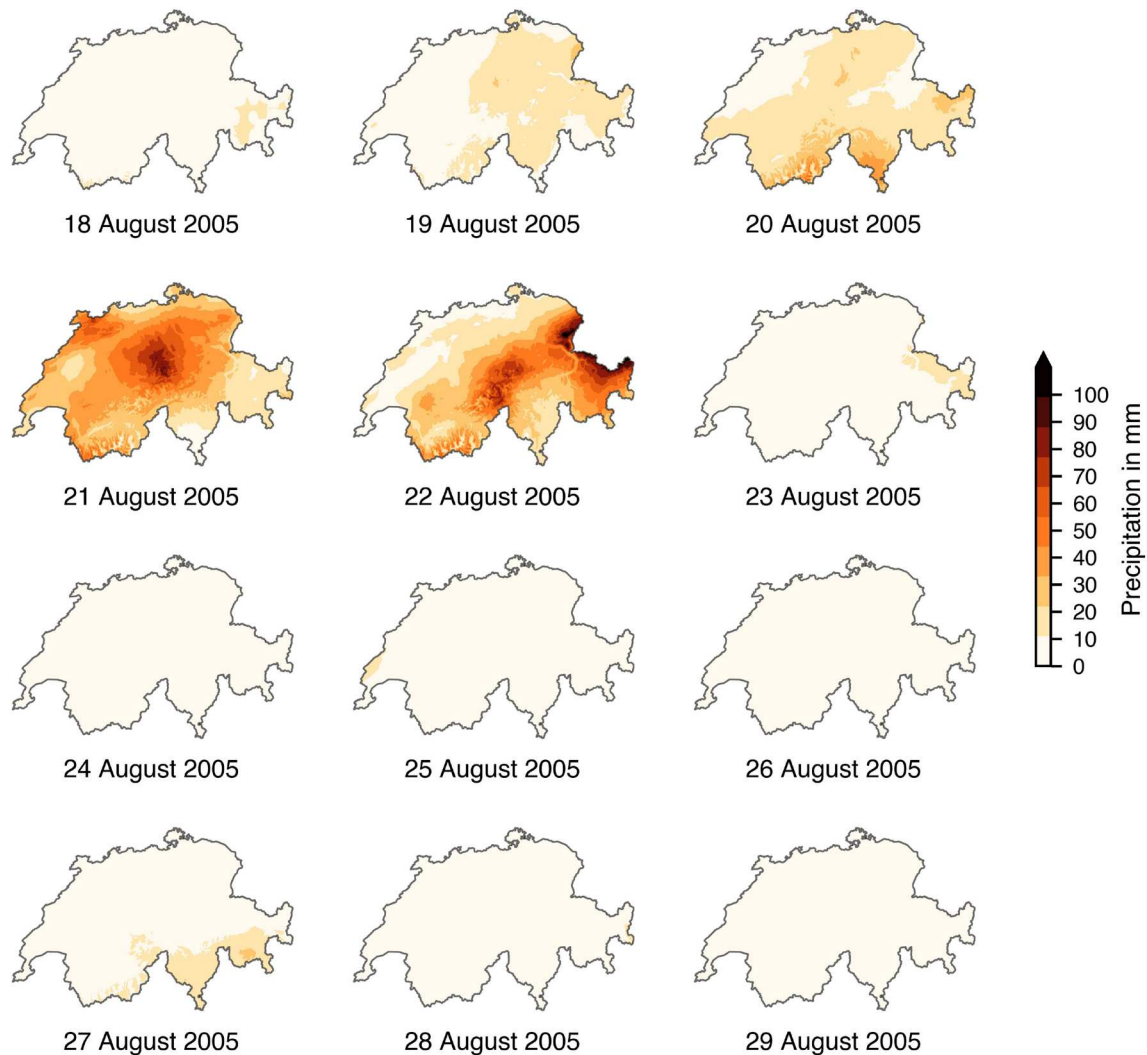 18 August 2005
19 August 2005
20 August 2005
21 August 2005
22 August 2005
23 August 2005
24 August 2005
25 August 2005
26 August 2005
27 August 2005
28 August 2005
29 August 2005
100
90
80
70
60
50
40
30
20
10
0
Precipitation in mm